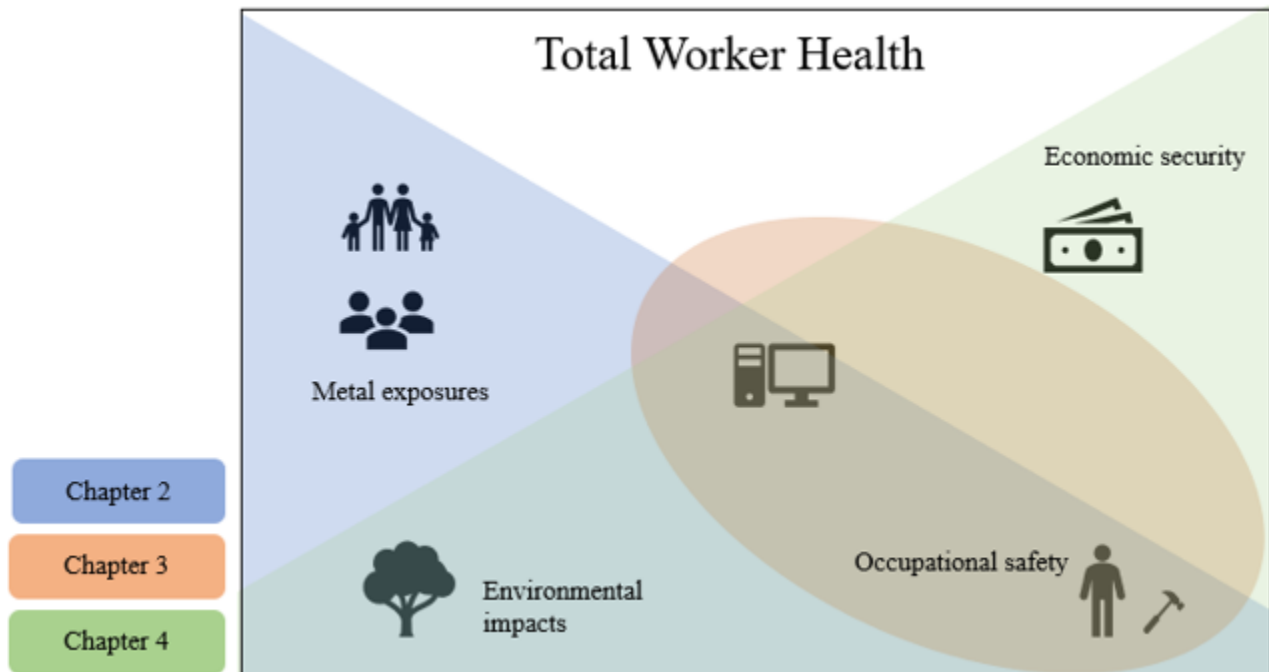 Total Worker Health
Economic security
Metal exposures
Chapter 2
Chapter 3
Chapter 4
Environmental
impacts
Occupational safety